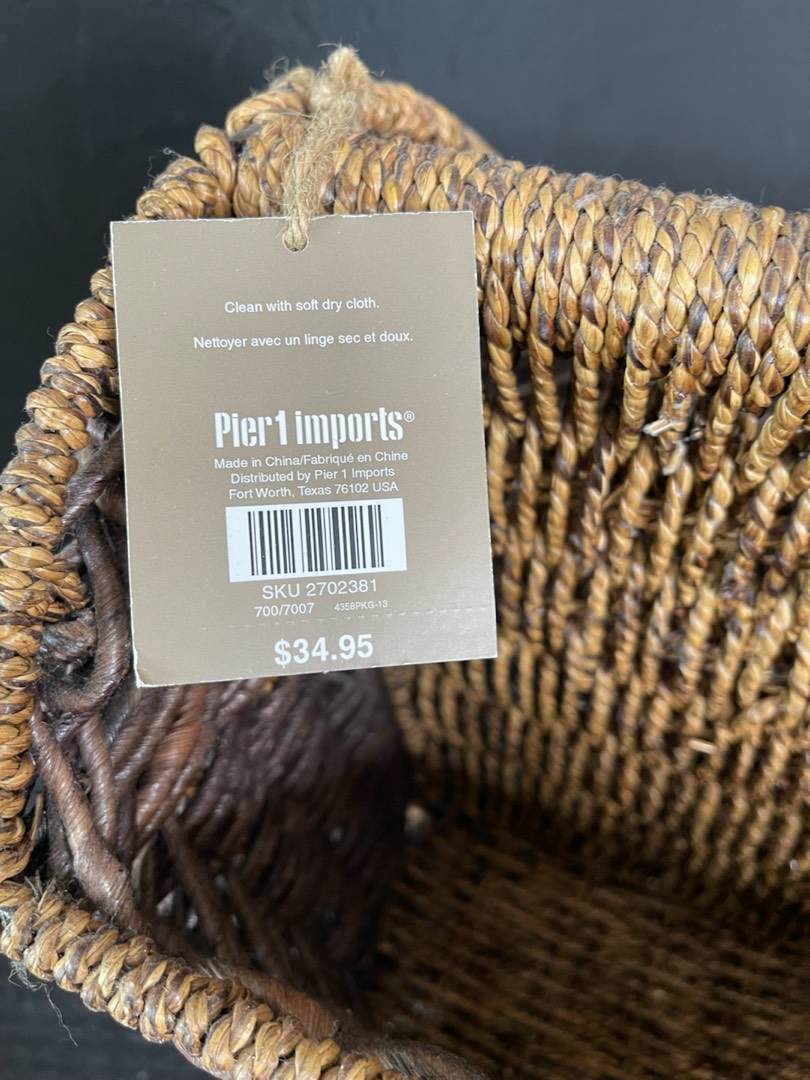 Clean with soft dry cloth.
Nettoyer avec un linge sec et doux.
Pier1 imports®
Made in China/Fabriqué en Chine
Distributed by Pier 1 Imports
Fort Worth, Texas 76102 USA
SKU 2702381
700/7007 4358PKG-13
$34.95